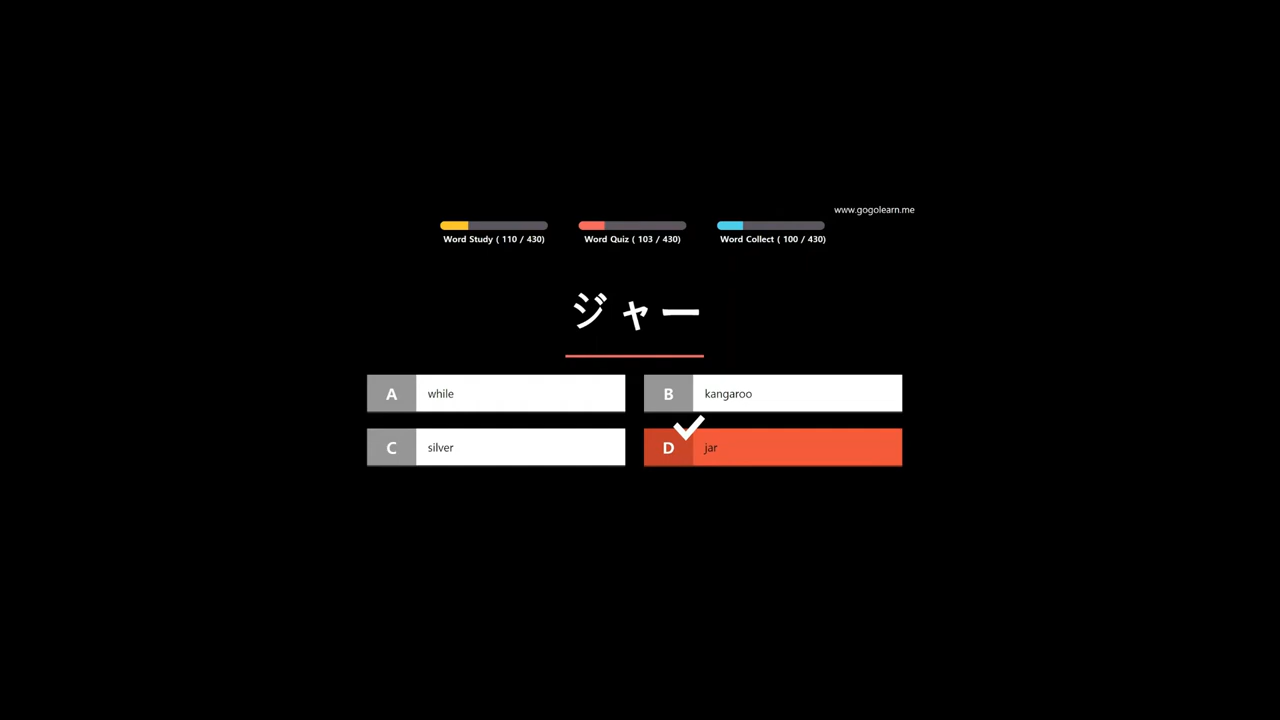 www.gogolearn.me
Word Study ( 110 / 430)
Word Quiz ( 103 / 430)
Word Collect ( 100 / 430)
ジャー
A while
B kangaroo
C silver
D jar